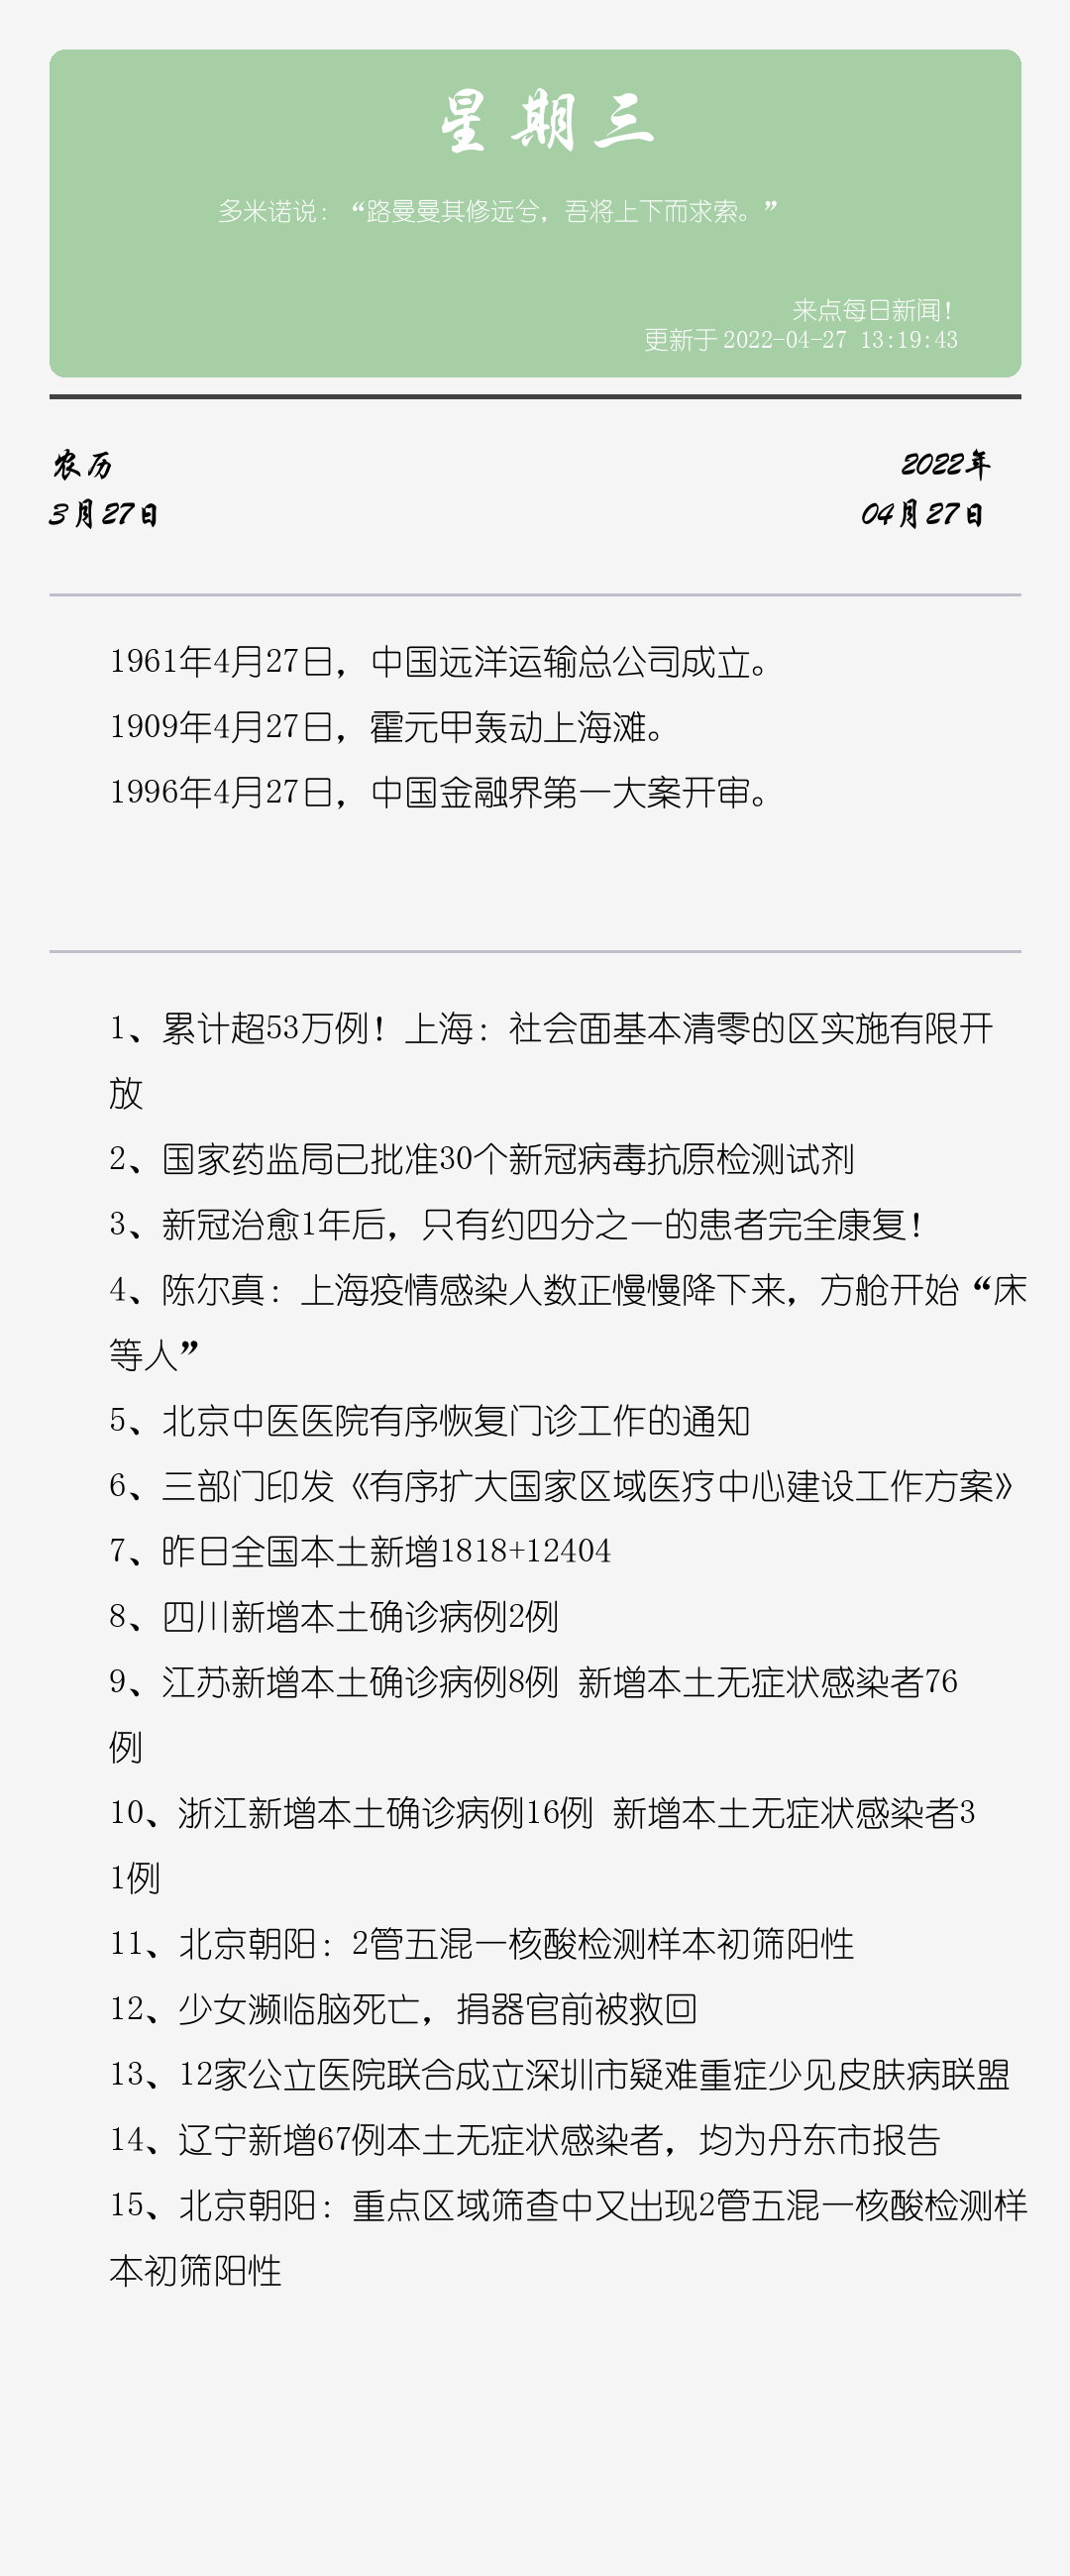 星期三
多米诺说：“路曼曼其修远兮，吾将上下而求索。”
来点每日新闻！
更新于 2022-04-27 13:19:43
农历
2022年
3月27日
04月27日
1961年4月27日，中国远洋运输总公司成立。
1909年4月27日，霍元甲轰动上海滩。
1996年4月27日，中国金融界第一大案开审。
1、累计超53万例！上海：社会面基本清零的区实施有限开
放
2、国家药监局已批准30个新冠病毒抗原检测试剂
3、新冠治愈1年后，只有约四分之一的患者完全康复！
4、陈尔真：上海疫情感染人数正慢慢降下来，方舱开始“床
等人”
5、北京中医医院有序恢复门诊工作的通知
6、三部门印发《有序扩大国家区域医疗中心建设工作方案》
7、昨日全国本土新增1818+12404
8、四川新增本土确诊病例2例
9、江苏新增本土确诊病例8例 新增本土无症状感染者76
例
10、浙江新增本土确诊病例16例 新增本土无症状感染者3
1例
11、北京朝阳：2管五混一核酸检测样本初筛阳性
12、少女濒临脑死亡，捐器官前被救回
13、12家公立医院联合成立深圳市疑难重症少见皮肤病联盟
14、辽宁新增67例本土无症状感染者，均为丹东市报告
15、北京朝阳：重点区域筛查中又出现2管五混一核酸检测样
本初筛阳性